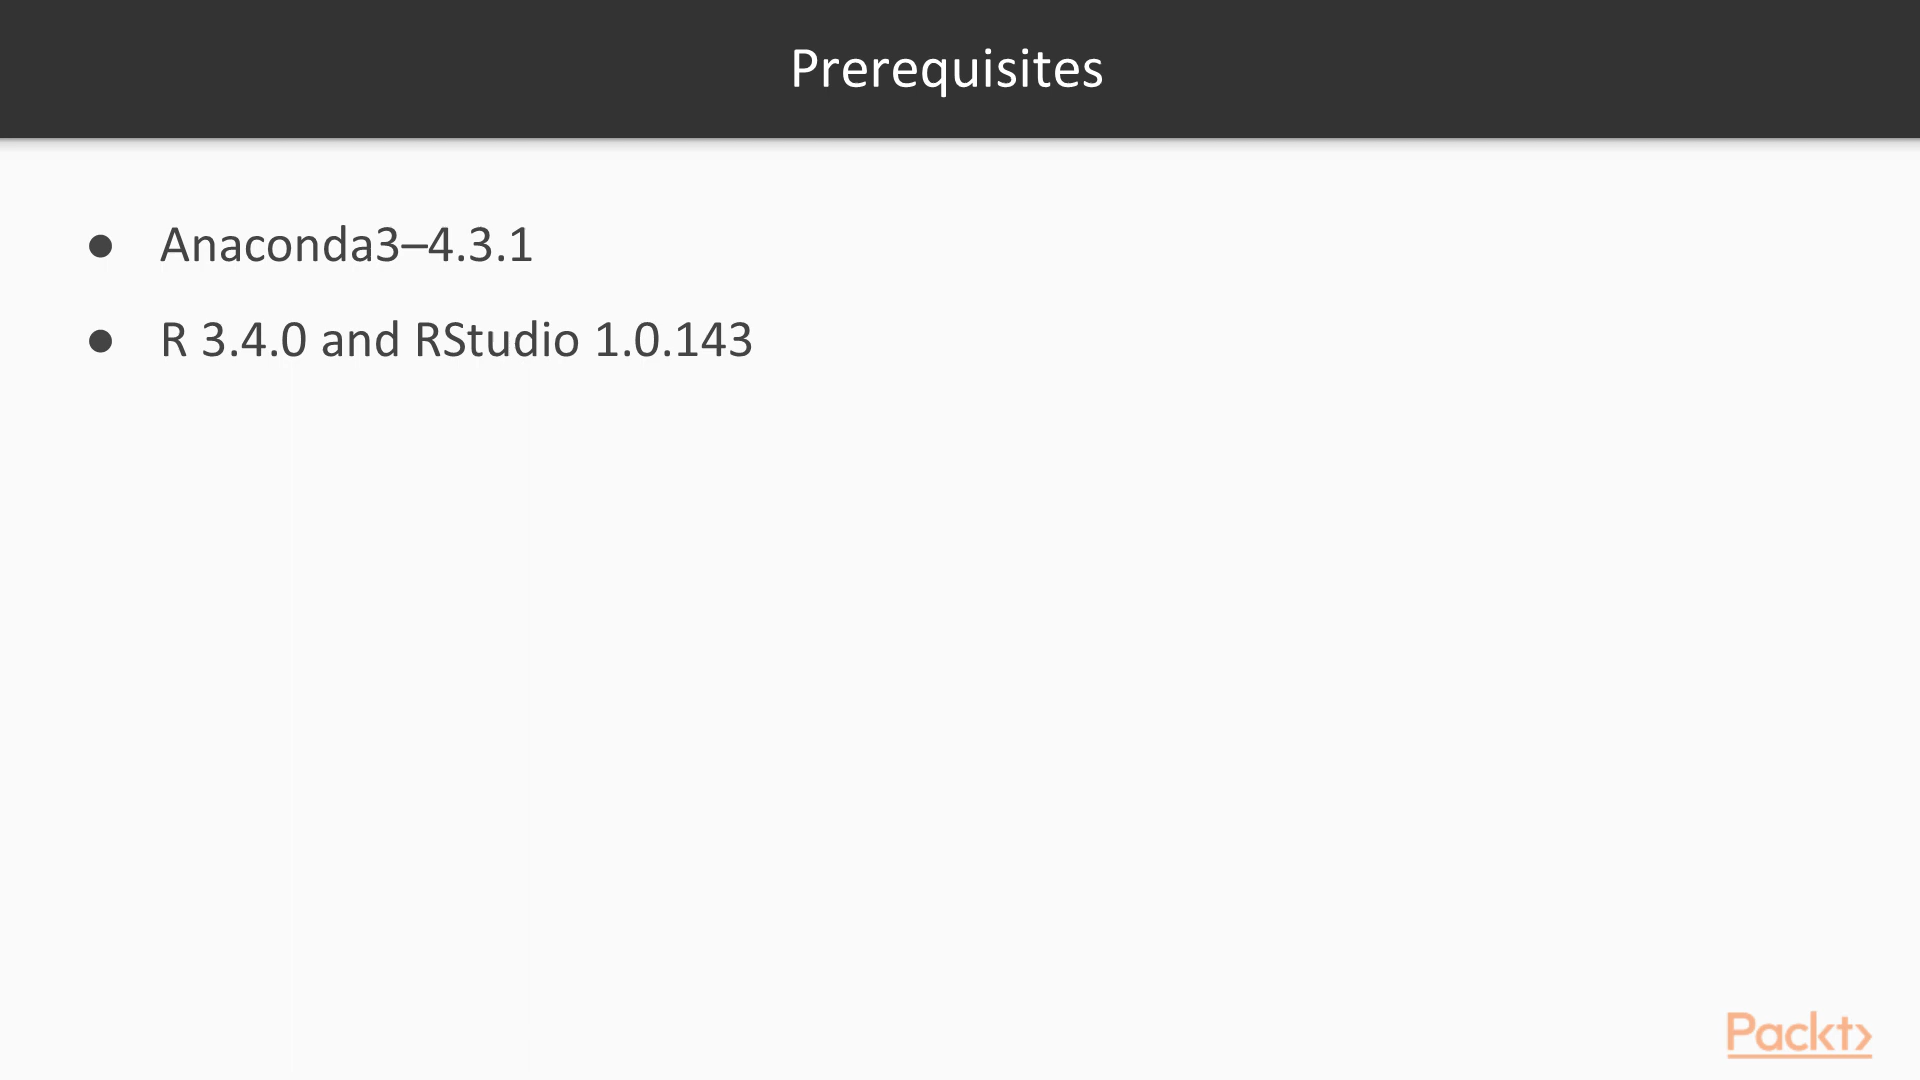 Prerequisites
● Anaconda3–4.3.1
● R 3.4.0 and RStudio 1.0.143
Packt>